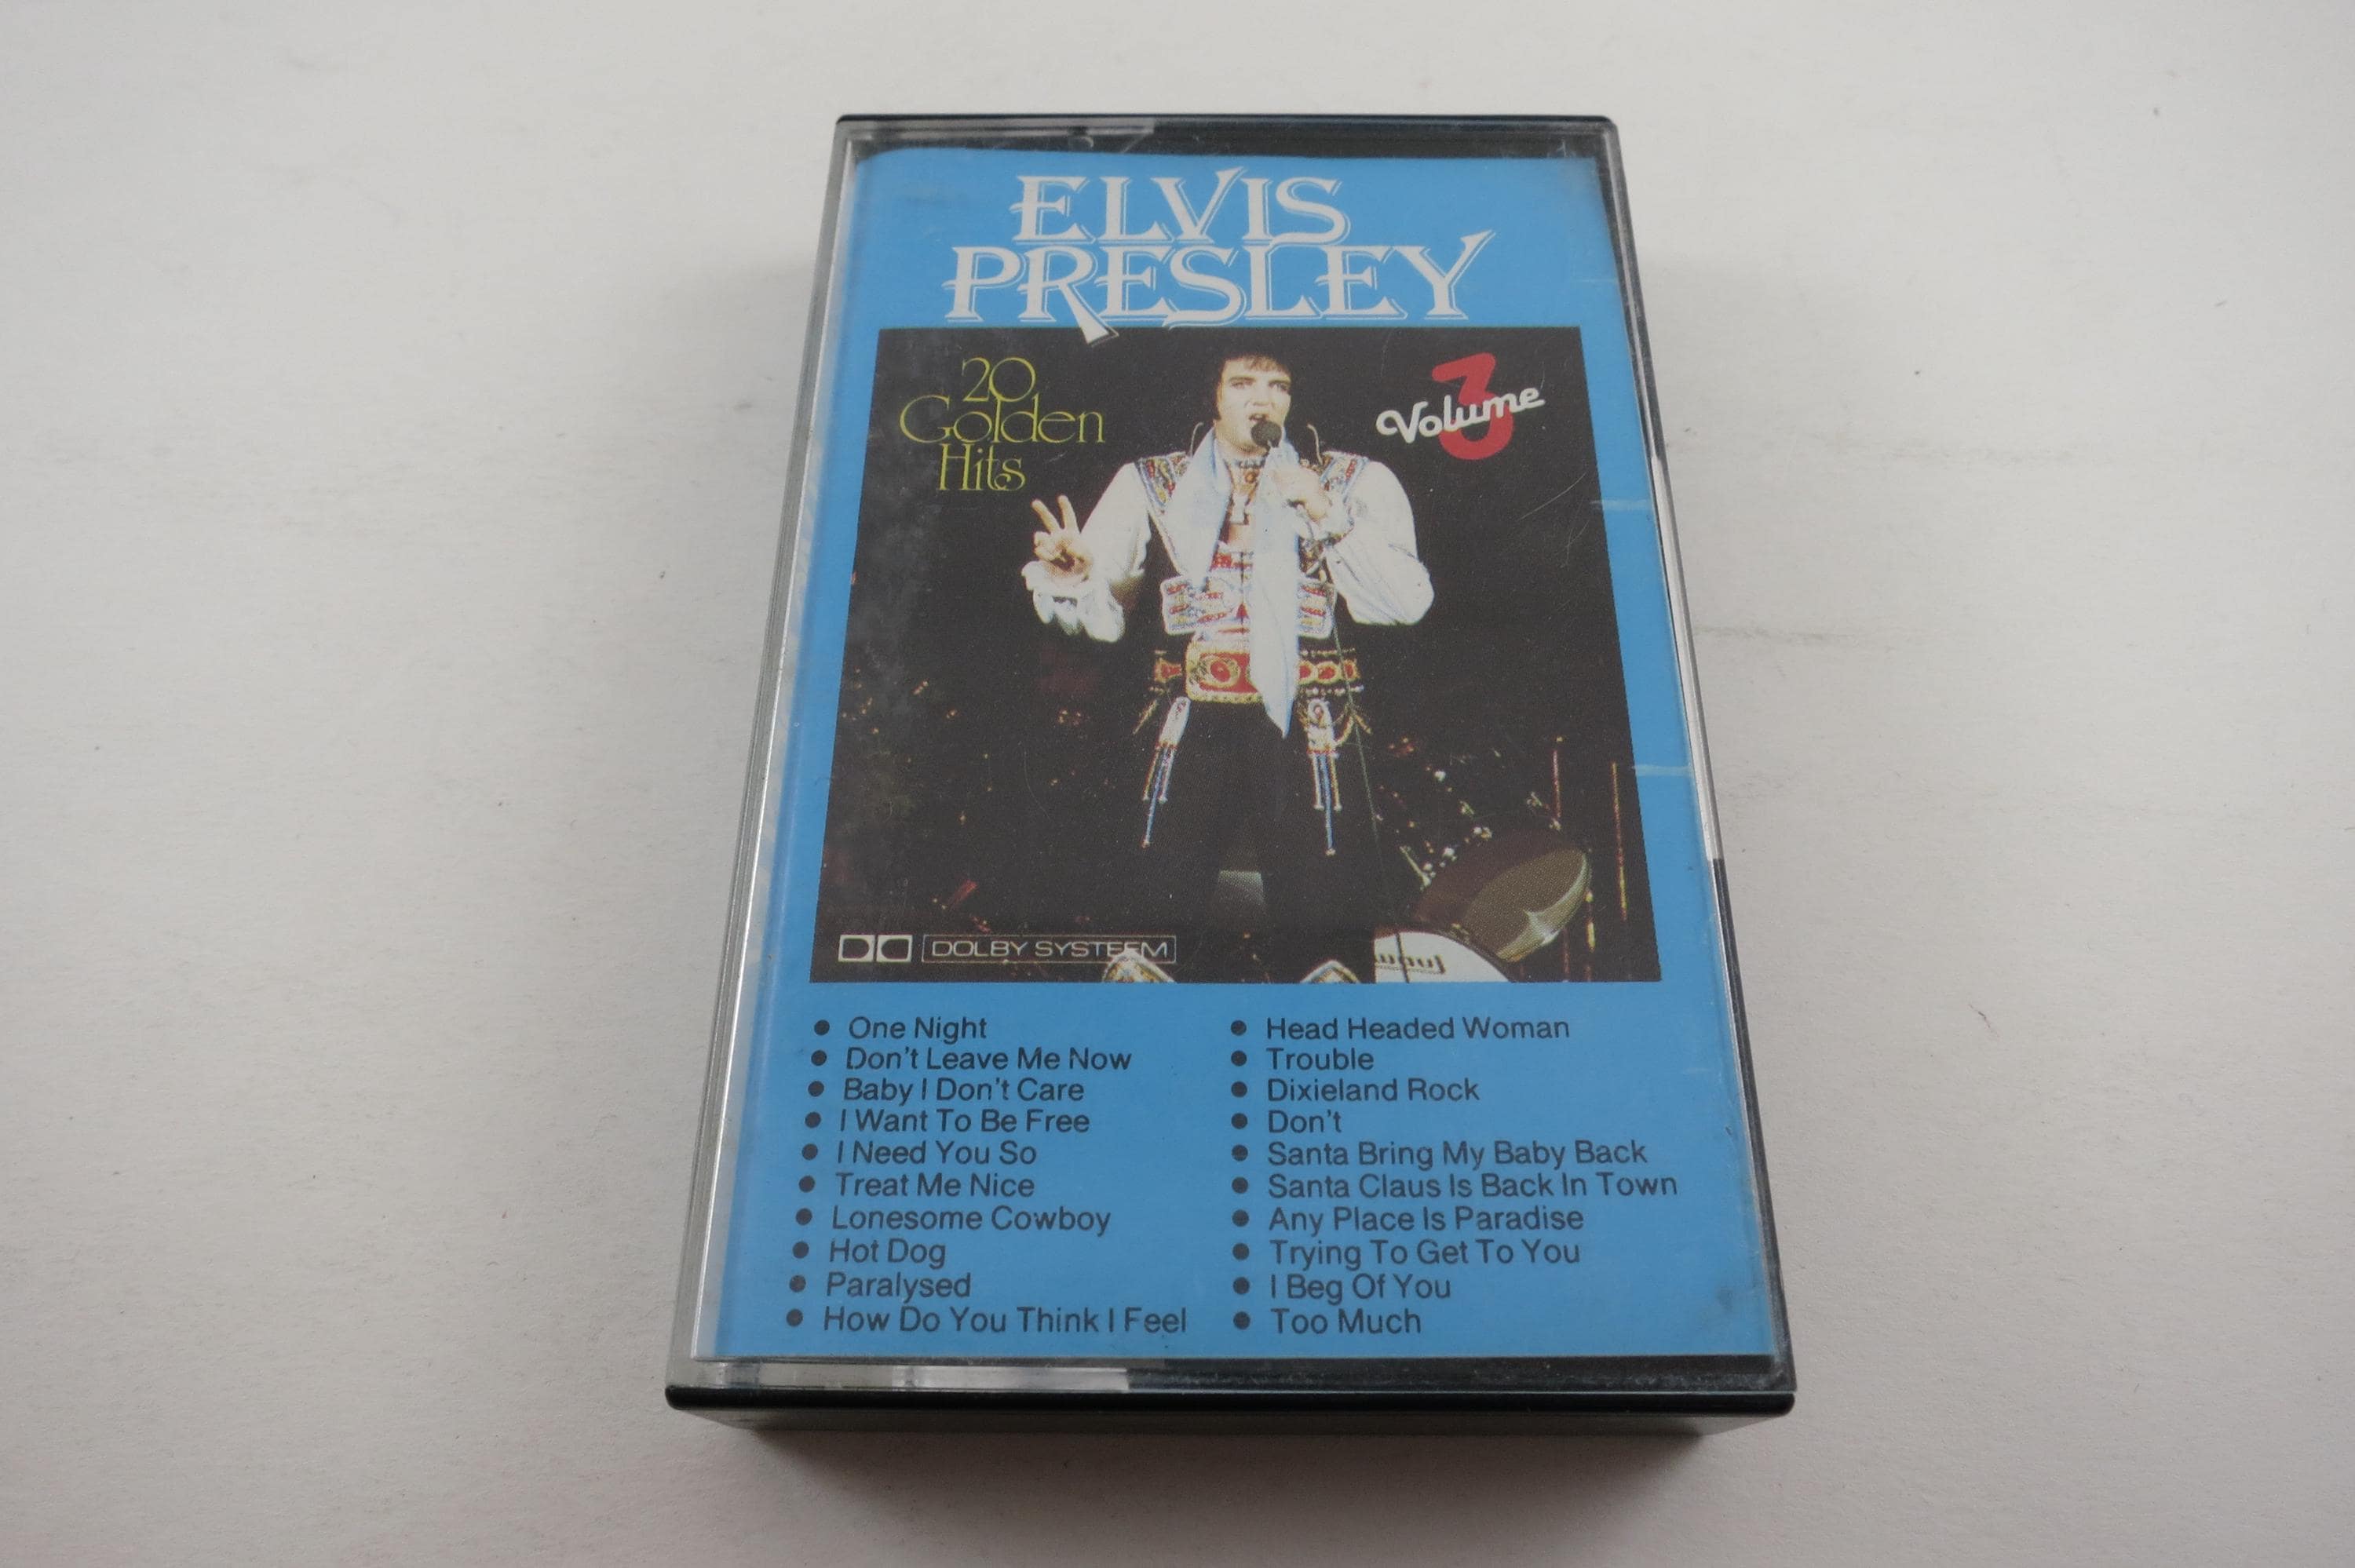 ELVIS
PRESLEY
20
Golden
Hits
3
Volume
DOLBY SYSTEEM
• One Night
• Don't Leave Me Now
• Baby I Don't Care
• I Want To Be Free
• I Need You So
• Treat Me Nice
• Lonesome Cowboy
• Hot Dog
• Paralysed
• How Do You Think I Feel
• Head Headed Woman
• Trouble
• Dixieland Rock
• Don't
• Santa Bring My Baby Back
• Santa Claus Is Back In Town
• Any Place Is Paradise
• Trying To Get To You
• I Beg Of You
• Too Much